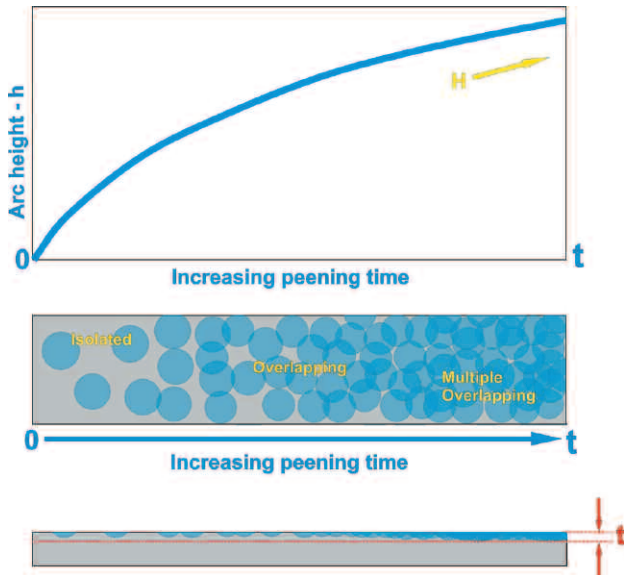 Arc height - h
H
0
t
Increasing peening time
Isolated
Overlapping
Multiple
Overlapping
0
t
Increasing peening time
t